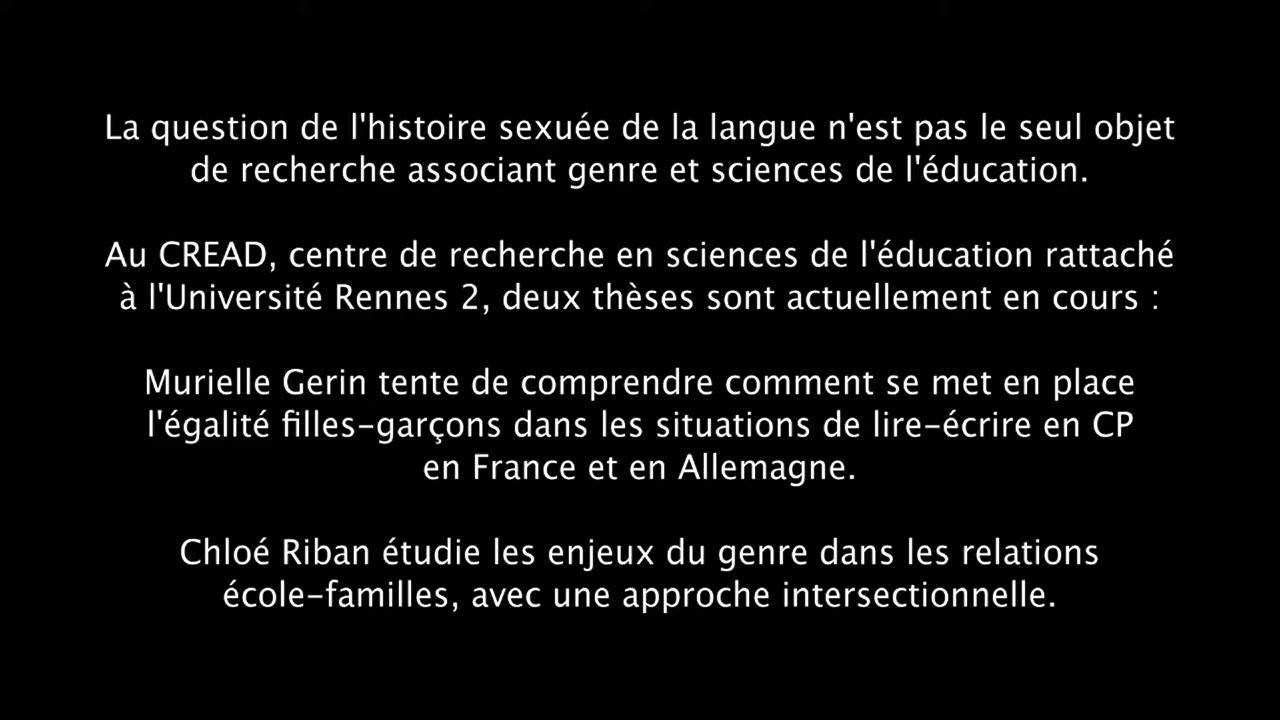 La question de l'histoire sexuée de la langue n'est pas le seul objet
de recherche associant genre et sciences de l'éducation.
Au CREAD, centre de recherche en sciences de l'éducation rattaché
à l'Université Rennes 2, deux thèses sont actuellement en cours :
Murielle Gerin tente de comprendre comment se met en place
l'égalité filles-garçons dans les situations de lire-écrire en CP
en France et en Allemagne.
Chloé Riban étudie les enjeux du genre dans les relations
école-familles, avec une approche intersectionnelle.